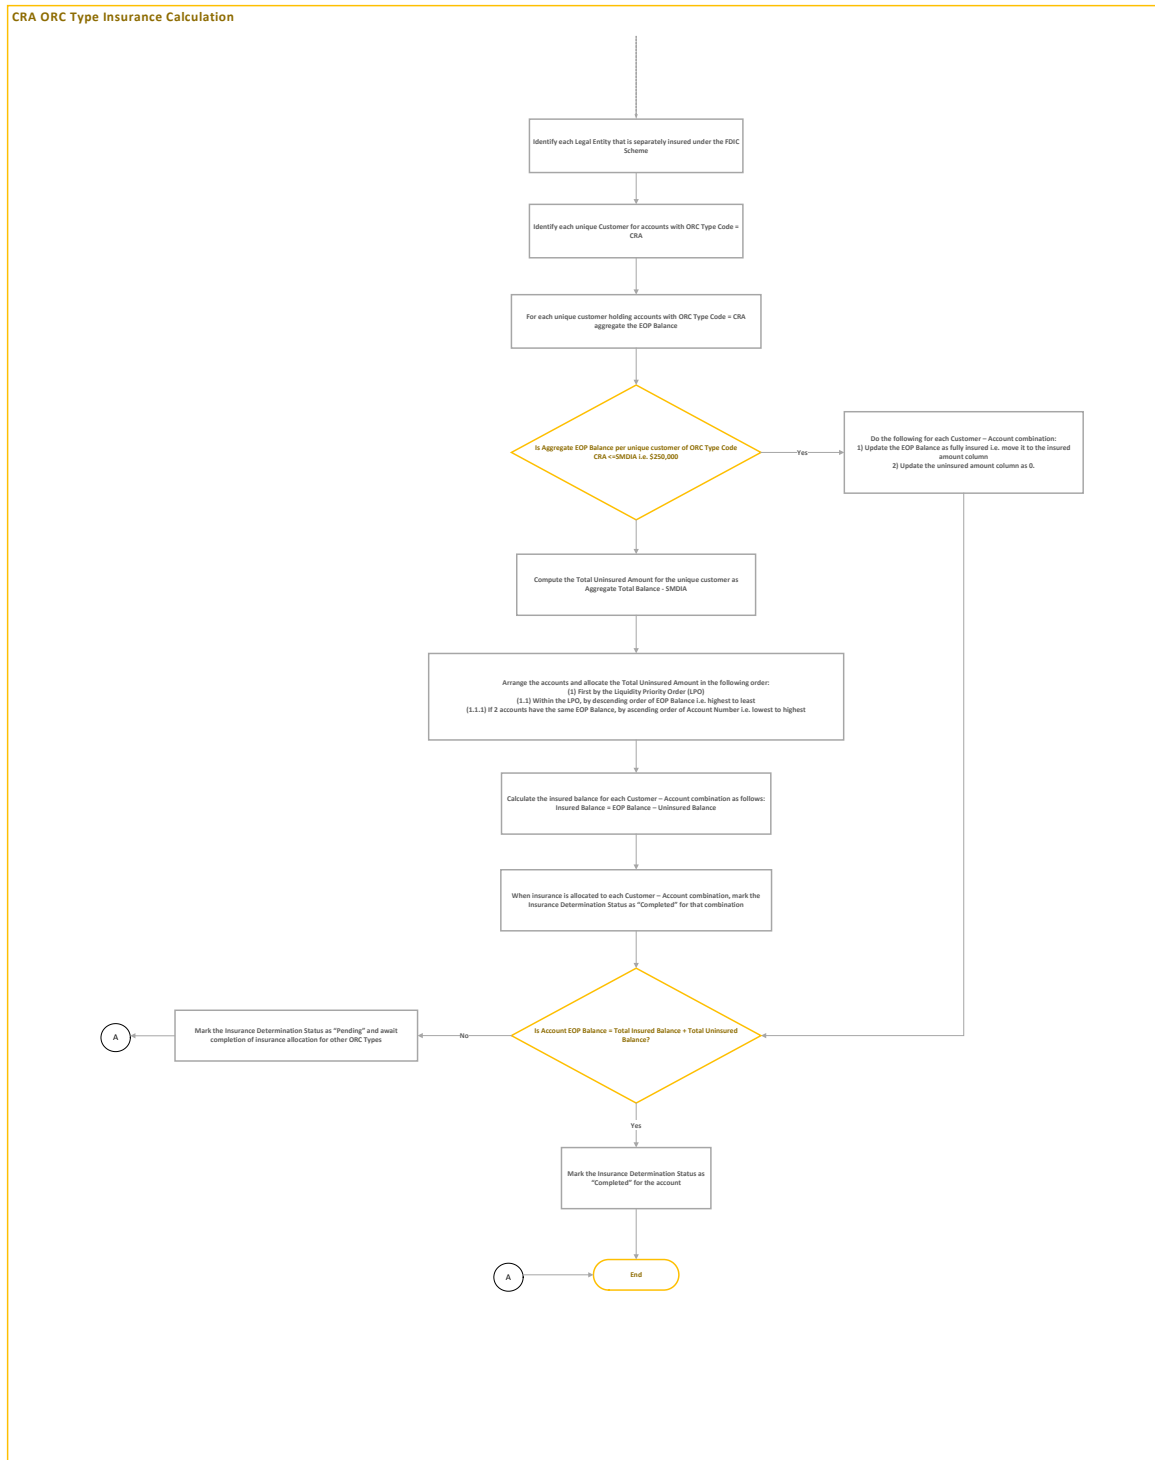 CRA ORC Type Insurance Calculation
Identify each Legal Entity that is separately insured under the FDIC
Scheme
Identify each unique Customer for accounts with ORC Type Code =
CRA
For each unique customer holding accounts with ORC Type Code = CRA
aggregate the EOP Balance
Is Aggregate EOP Balance per unique customer of ORC Type Code
CRA <=SMDIA i.e. $250,000
Yes
Do the following for each Customer – Account combination:
1) Update the EOP Balance as fully insured i.e. move it to the insured
amount column
2) Update the uninsured amount column as 0.
Compute the Total Uninsured Amount for the unique customer as
Aggregate Total Balance - SMDIA
Arrange the accounts and allocate the Total Uninsured Amount in the following order:
(1) First by the Liquidity Priority Order (LPO)
(1.1) Within the LPO, by descending order of EOP Balance i.e. highest to least
(1.1.1) If 2 accounts have the same EOP Balance, by ascending order of Account Number i.e. lowest to highest
Calculate the insured balance for each Customer – Account combination as follows:
Insured Balance = EOP Balance – Uninsured Balance
When insurance is allocated to each Customer – Account combination, mark the
Insurance Determination Status as “Completed” for that combination
Is Account EOP Balance = Total Insured Balance + Total Uninsured
Balance?
No
Mark the Insurance Determination Status as “Pending” and await
completion of insurance allocation for other ORC Types
A
Yes
Mark the Insurance Determination Status as
“Completed” for the account
A
End